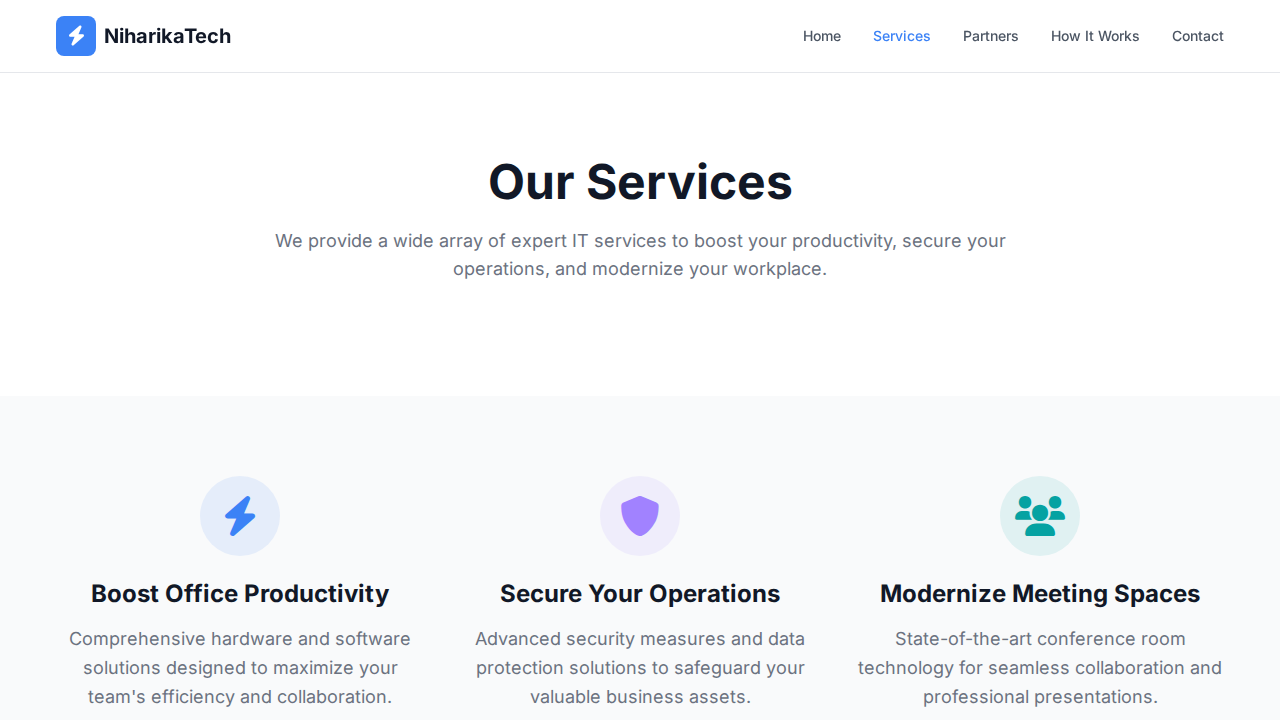 NiharikaTech
Home
Services
Partners
How It Works
Contact
Our Services
We provide a wide array of expert IT services to boost your productivity, secure your
operations, and modernize your workplace.
Boost Office Productivity
Comprehensive hardware and software
solutions designed to maximize your
team's efficiency and collaboration.
Secure Your Operations
Advanced security measures and data
protection solutions to safeguard your
valuable business assets.
Modernize Meeting Spaces
State-of-the-art conference room
technology for seamless collaboration and
professional presentations.